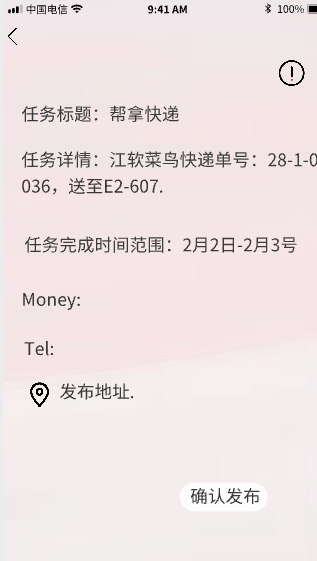 中国电信 9:41 AM 100%
任务标题：帮拿快递
任务详情：江软菜鸟快递单号：28-1-0
036，送至E2-607.
任务完成时间范围：2月2日-2月3号
Money:
Tel:
发布地址.
确认发布